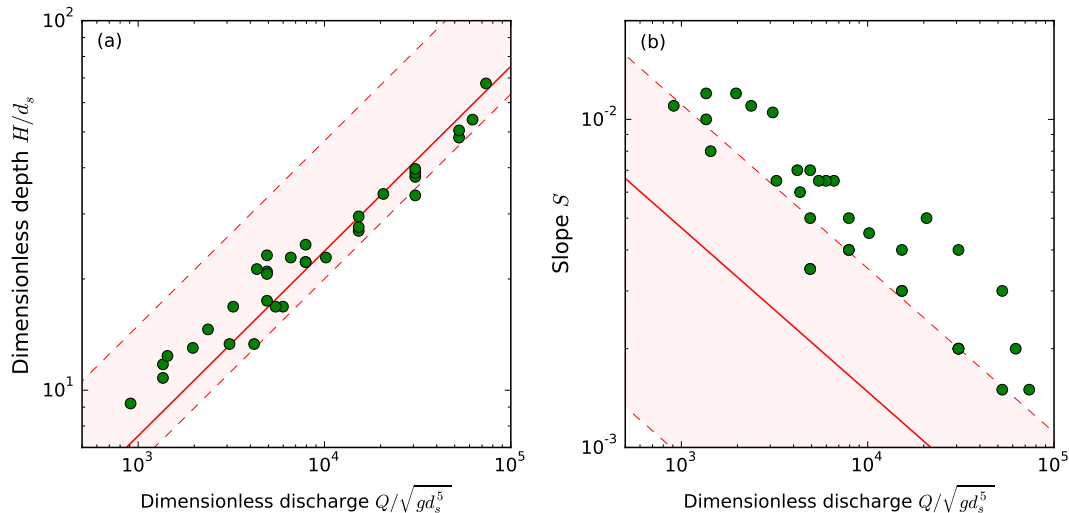 (a)
Dimensionless depth H/d_s
10^2
10^1
10^3
10^4
10^5
Dimensionless discharge Q/√(gd_s^5)
(b)
Slope S
10^-2
10^-3
10^3
10^4
10^5
Dimensionless discharge Q/√(gd_s^5)